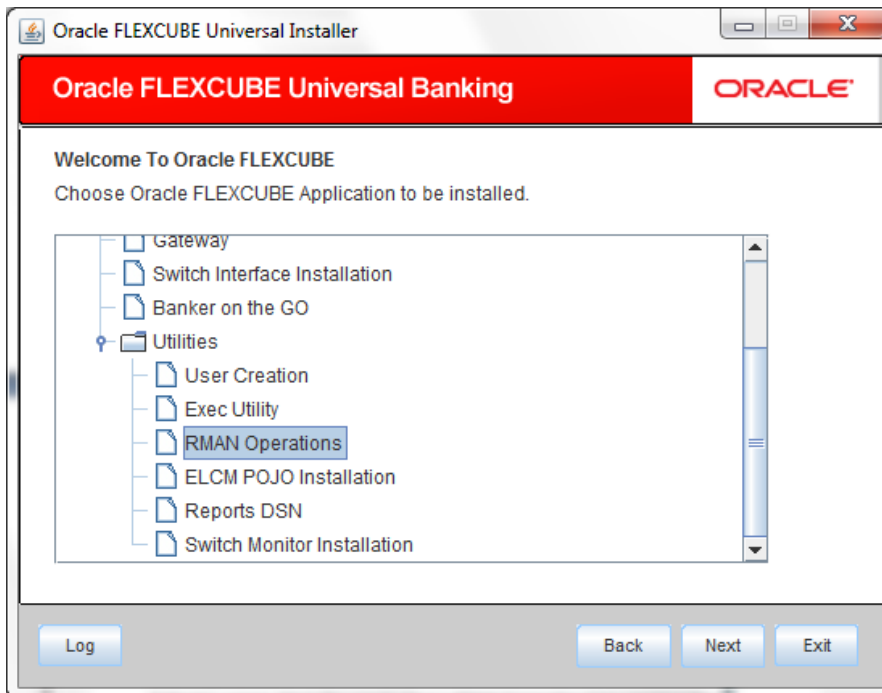 Oracle FLEXCUBE Universal Installer
Oracle FLEXCUBE Universal Banking
ORACLE
Welcome To Oracle FLEXCUBE
Choose Oracle FLEXCUBE Application to be installed.
Gateway
Switch Interface Installation
Banker on the GO
Utilities
User Creation
Exec Utility
RMAN Operations
ELCM POJO Installation
Reports DSN
Switch Monitor Installation
Log Back Next Exit